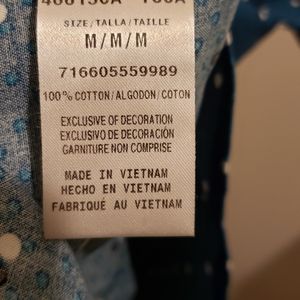 SIZE/TALLA/TAILLE
M/M/M
716605559989
100% COTTON/ALGODON/COTON
EXCLUSIVE OF DECORATION
EXCLUSIVO DE DECORACIÓN
GARNITURE NON COMPRISE
MADE IN VIETNAM
HECHO EN VIETNAM
FABRIQUÉ AU VIETNAM